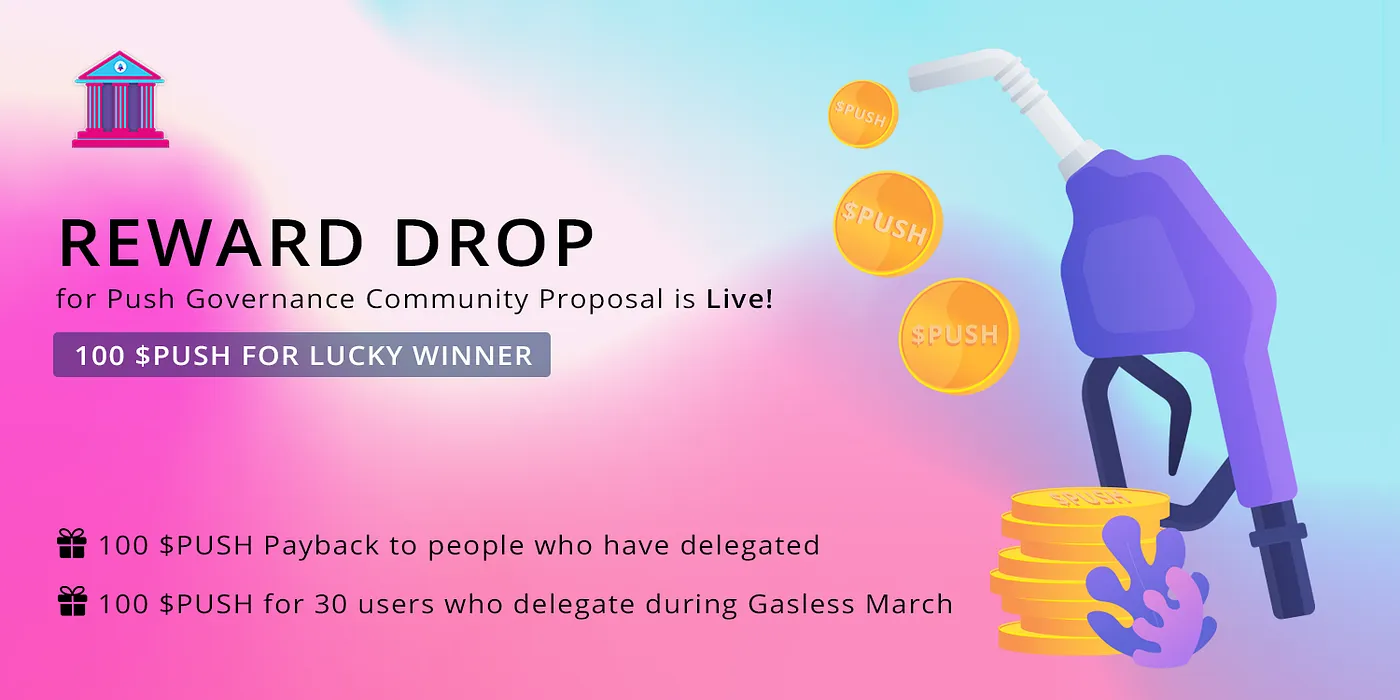 REWARD DROP
for Push Governance Community Proposal is Live!
100 $PUSH FOR LUCKY WINNER
100 $PUSH Payback to people who have delegated
100 $PUSH for 30 users who delegate during Gasless March
$PUSH
$PUSH
$PUSH
$PUSH